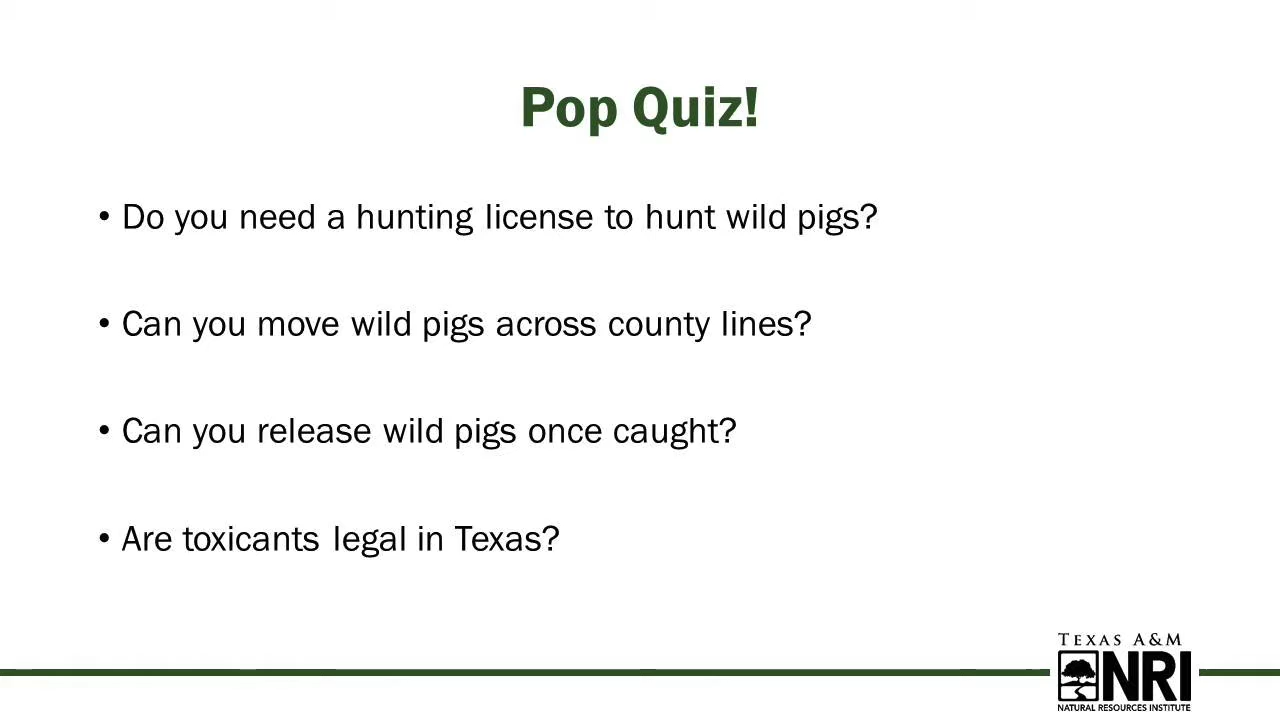 Pop Quiz!
• Do you need a hunting license to hunt wild pigs?
• Can you move wild pigs across county lines?
• Can you release wild pigs once caught?
• Are toxicants legal in Texas?
TEXAS A&M
NRI
NATURAL RESOURCES INSTITUTE